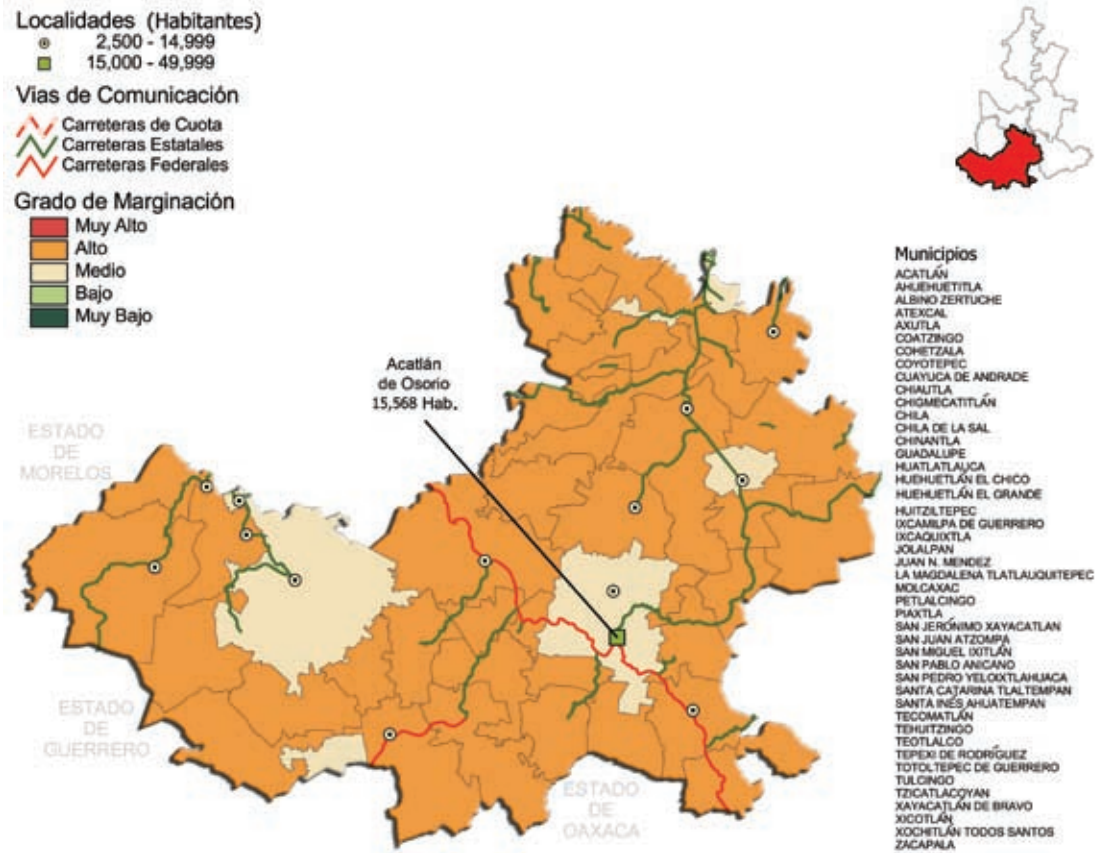 Localidades (Habitantes)
2,500 - 14,999
15,000 - 49,999
Vias de Comunicación
Carreteras de Cuota
Carreteras Estatales
Carreteras Federales
Grado de Marginación
Muy Alto
Alto
Medio
Bajo
Muy Bajo
Acatlán
de Osorio
15,568 Hab.
ESTADO
DE
MORELOS
ESTADO
DE
GUERRERO
ESTADO
DE
OAXACA
Municipios
ACATLÁN
AHUEHUETITLA
ALBINO ZERTUCHE
ATEXCAL
AXUTLA
COATZINGO
COHETZALA
COYOTEPEC
CUAYUCA DE ANDRADE
CHIAUTLA
CHIGMECATITLÁN
CHILA
CHILA DE LA SAL
CHINANTLA
GUADALUPE
HUATLATLAUCA
HUEHUETLÁN EL CHICO
HUEHUETLÁN EL GRANDE
HUITZILTEPEC
IXCAMILPA DE GUERRERO
IXCAQUIXTLA
JOLALPAN
JUAN N. MENDEZ
LA MAGDALENA TLATLAUQUITEPEC
MOLCAXAC
PETLALCINGO
PIAXTLA
SAN JERÓNIMO XAYACATLAN
SAN JUAN ATZOMPA
SAN MIGUEL IXITLÁN
SAN PABLO ANICANO
SAN PEDRO YELOIXTLAHUACA
SANTA CATARINA TLALTEMPAN
SANTA INÉS AHUATEMPAN
TECOMATLÁN
TEHUITZINGO
TEOTLALCO
TEPEXI DE RODRÍGUEZ
TOTOLTEPEC DE GUERRERO
TULCINGO
TZICATLACOYAN
XAYACATLÁN DE BRAVO
XICOTLÁN
XOCHITLÁN TODOS SANTOS
ZACAPALA